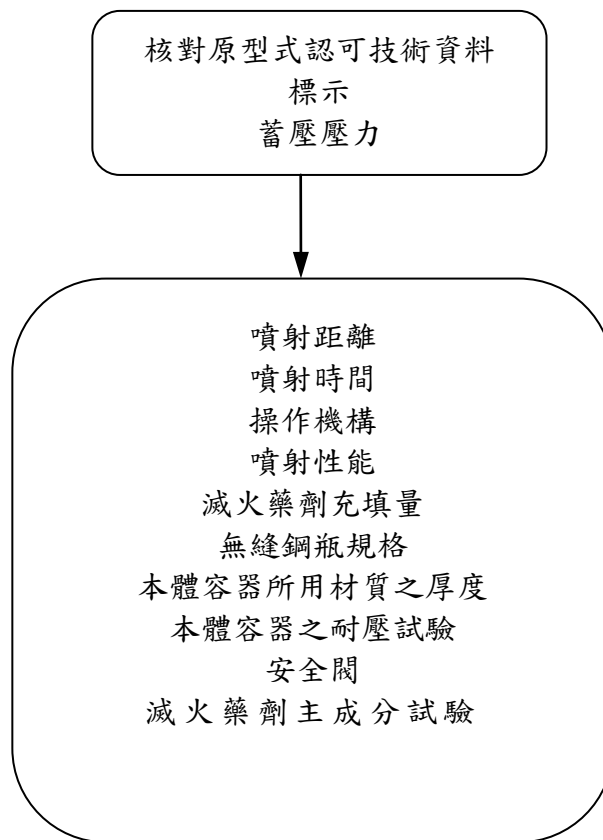 核對原型式認可技術資料
標示
蓄壓壓力
噴射距離
噴射時間
操作機構
噴射性能
滅火藥劑充填量
無縫鋼瓶規格
本體容器所用材質之厚度
本體容器之耐壓試驗
安全閥
滅火藥劑主成分試驗